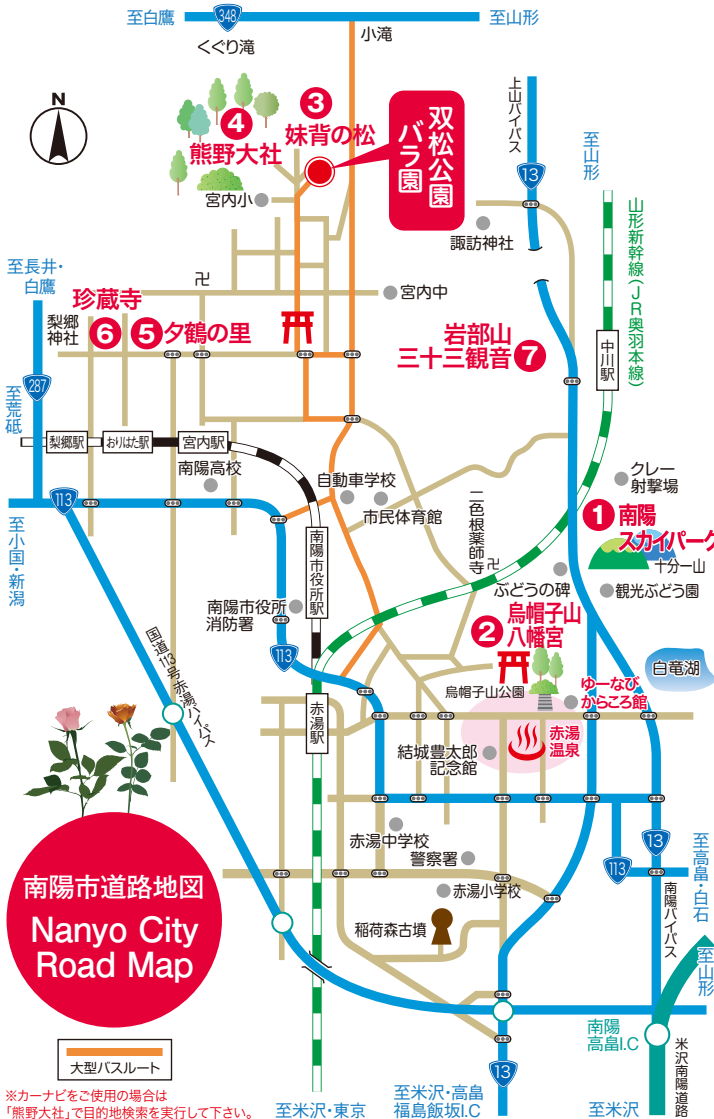 至白鷹
348
至山形
くぐり滝
小滝
N
3
妹背の松
4
熊野大社
双松公園
バラ園
宮内小
上山バイパス
13
至山形
諏訪神社
山形新幹線(JR奥羽本線)
至長井・
白鷹
卍
宮内中
珍蔵寺
梨郷
神社
6
5
夕鶴の里
岩部山
三十三観音
7
中川駅
287
至荒砥
梨郷駅
おりはた駅
宮内駅
南陽高校
自動車学校
市民体育館
クレー
射撃場
113
二色根薬師寺
卍
1
南陽
スカイパーク
十分一山
至小国・新潟
南陽市役所駅
ぶどうの碑
観光ぶどう園
南陽市役所
消防署
2
烏帽子山
八幡宮
国道113号赤湯バイパス
113
白竜湖
烏帽子山公園
ゆーなび
からころ館
赤湯駅
結城豊太郎
記念館
赤湯
温泉
赤湯中学校
警察署
113
13
至高畠・白石
南陽市道路地図
Nanyo City
Road Map
赤湯小学校
稲荷森古墳
南陽バイパス
至山形
南陽
高畠I.C
米沢南陽道路
大型バスルート
13
※カーナビをご使用の場合は
「熊野大社」で目的地検索を実行して下さい。
至米沢・東京
至米沢・高畠
福島飯坂I.C
至米沢